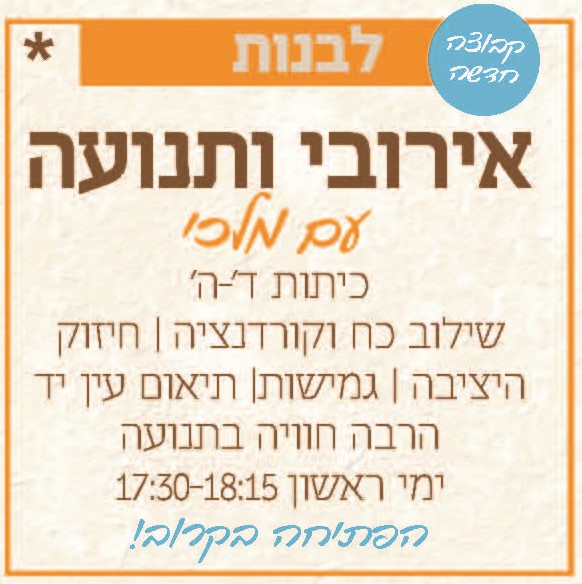 קבוצה
חדשה
לבנות
*
אירובי ותנועה
עם מלכי
כיתות ד'-ה'
שילוב כח וקורדנציה | חיזוק
היציבה | גמישות| תיאום עין יד
הרבה חוויה בתנועה
ימי ראשון 17:30-18:15
הפתיחה בקרוב!